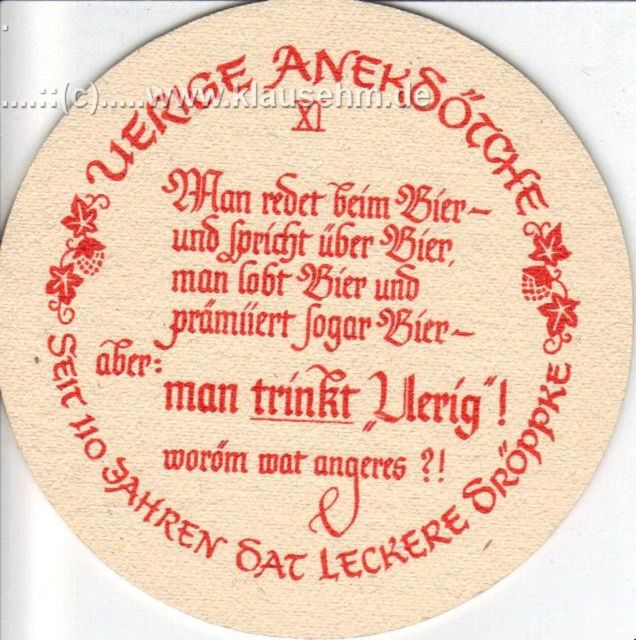 .....::(c).....www.klausehm.de
UERIGE ANEKDÖTCHE
XI
Man redet beim Bier –
und spricht über Bier,
man lobt Bier und
prämiiert sogar Bier –
aber:
man trinkt „Uerig“!
woröm wat angeres ?!
SEIT 110 JAHREN DAT LECKERE DRÖPPKE